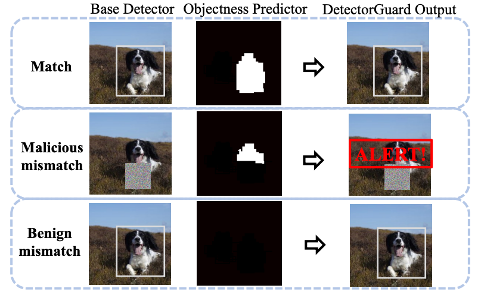 Base Detector Objectness Predictor DetectorGuard Output
Match
Malicious
mismatch
ALERT!
Benign
mismatch